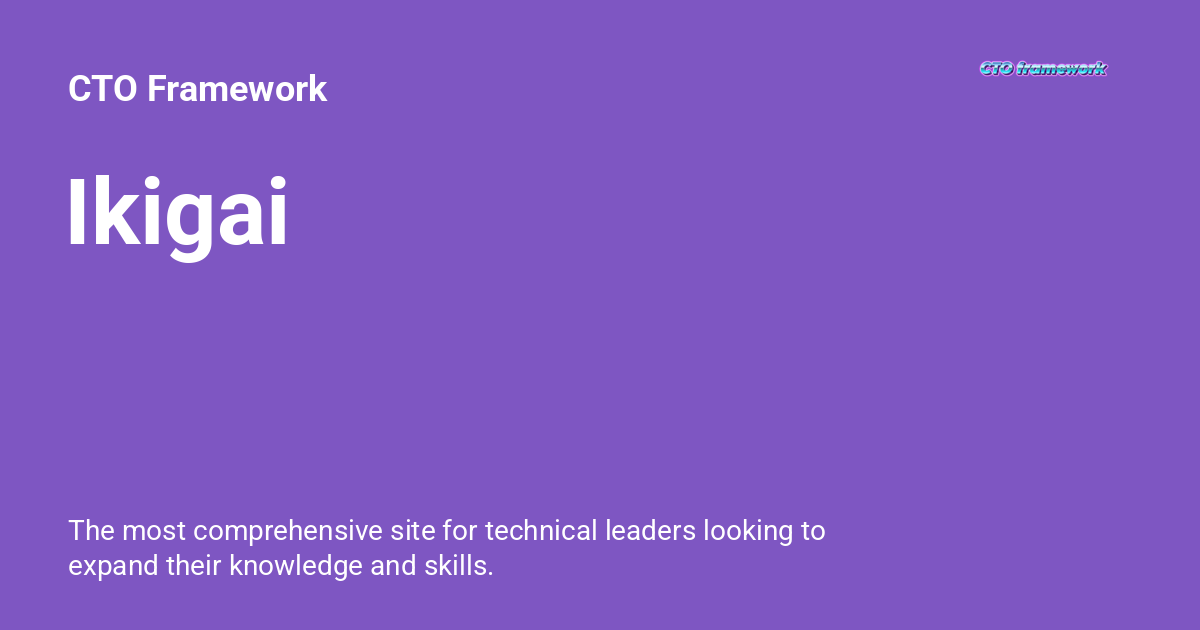 CTO Framework
CTO framework
Ikigai
The most comprehensive site for technical leaders looking to
expand their knowledge and skills.